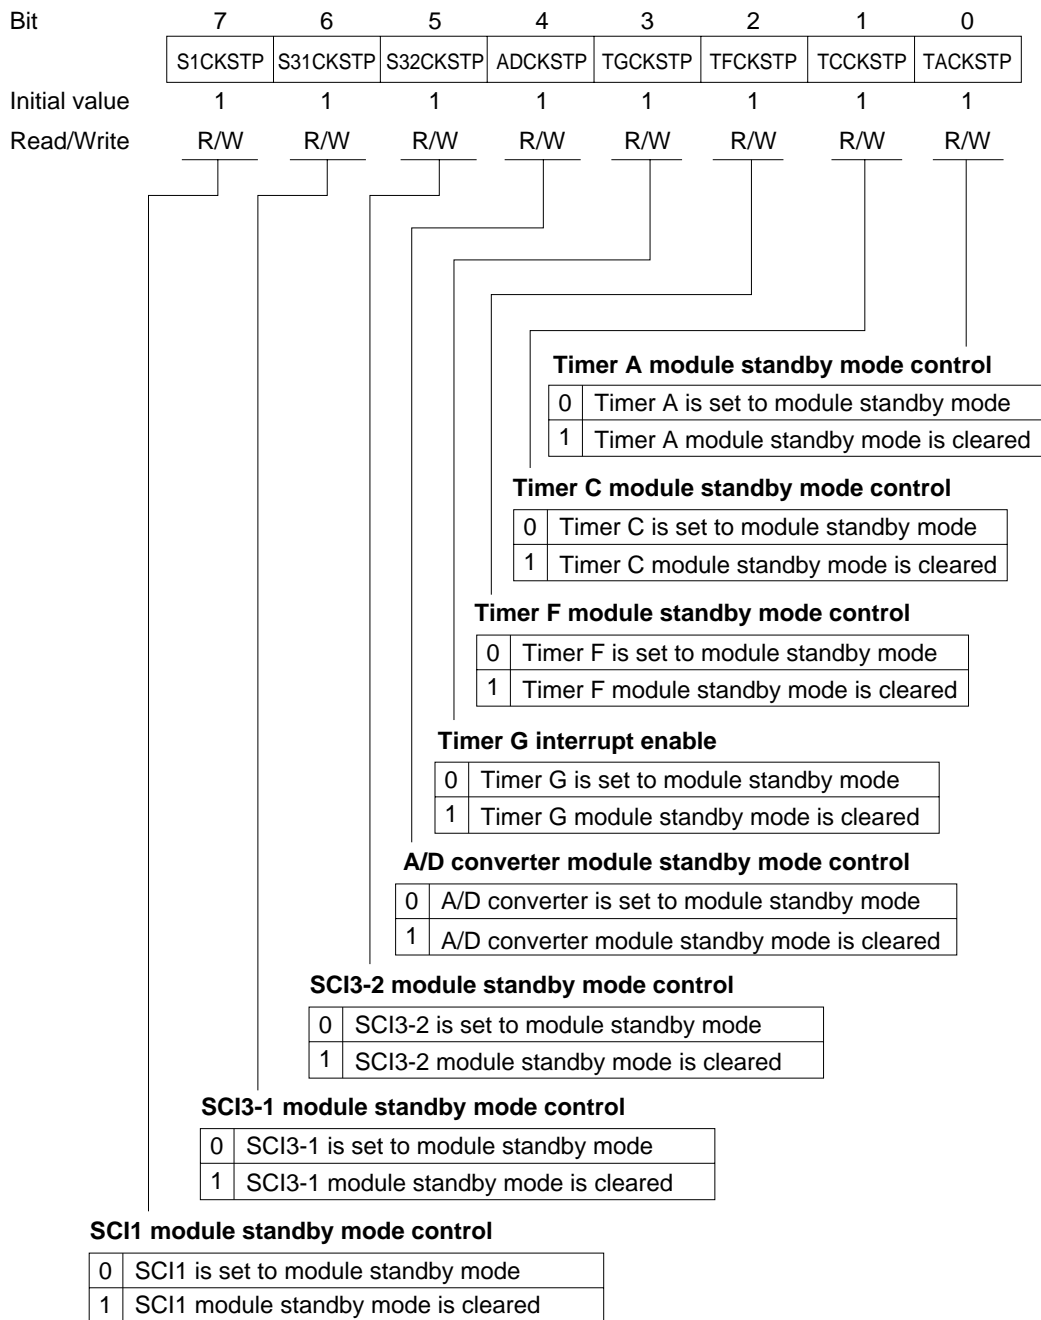 Bit 7 6 5 4 3 2 1 0
S1CKSTP S31CKSTP S32CKSTP ADCKSTP TGCKSTP TFCKSTP TCCKSTP TACKSTP
Initial value 1 1 1 1 1 1 1 1
Read/Write R/W R/W R/W R/W R/W R/W R/W R/W
Timer A module standby mode control
0 Timer A is set to module standby mode
1 Timer A module standby mode is cleared
Timer C module standby mode control
0 Timer C is set to module standby mode
1 Timer C module standby mode is cleared
Timer F module standby mode control
0 Timer F is set to module standby mode
1 Timer F module standby mode is cleared
Timer G interrupt enable
0 Timer G is set to module standby mode
1 Timer G module standby mode is cleared
A/D converter module standby mode control
0 A/D converter is set to module standby mode
1 A/D converter module standby mode is cleared
SCI3-2 module standby mode control
0 SCI3-2 is set to module standby mode
1 SCI3-2 module standby mode is cleared
SCI3-1 module standby mode control
0 SCI3-1 is set to module standby mode
1 SCI3-1 module standby mode is cleared
SCI1 module standby mode control
0 SCI1 is set to module standby mode
1 SCI1 module standby mode is cleared